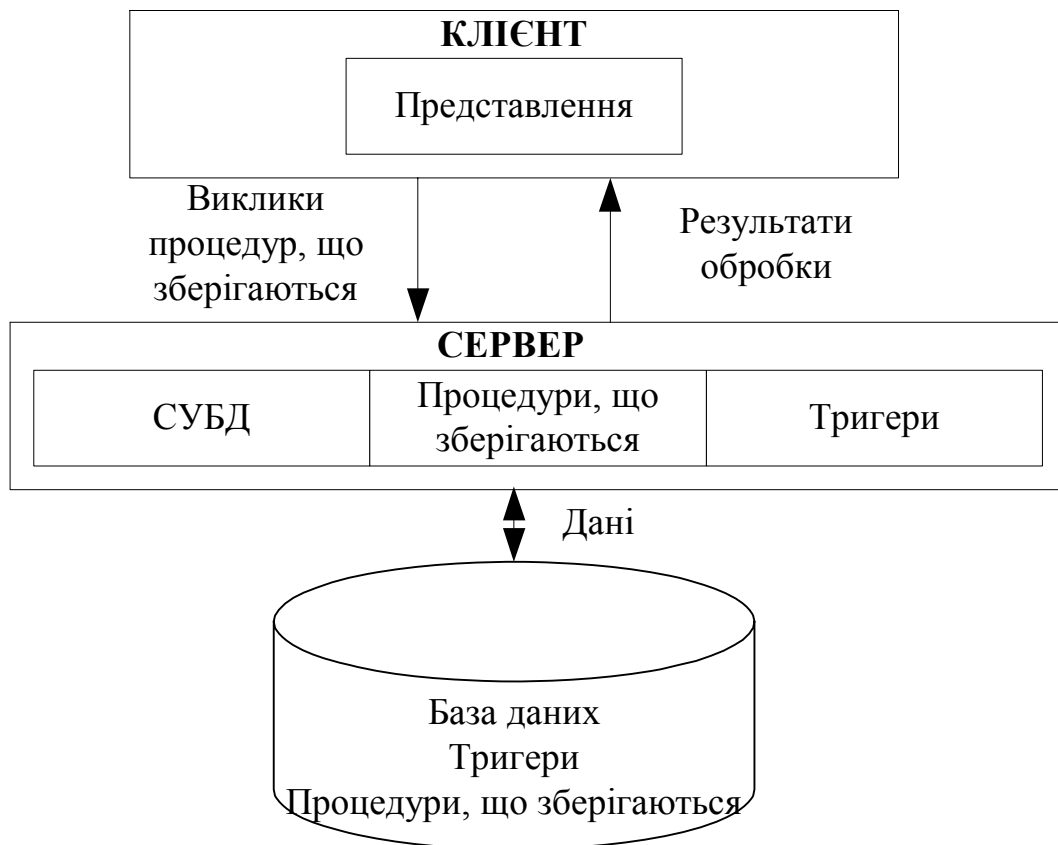 КЛІЄНТ
Представлення
Виклики
процедур, що
зберігаються
Результати
обробки
СЕРВЕР
СУБД
Процедури, що
зберігаються
Тригери
Дані
База даних
Тригери
Процедури, що зберігаються